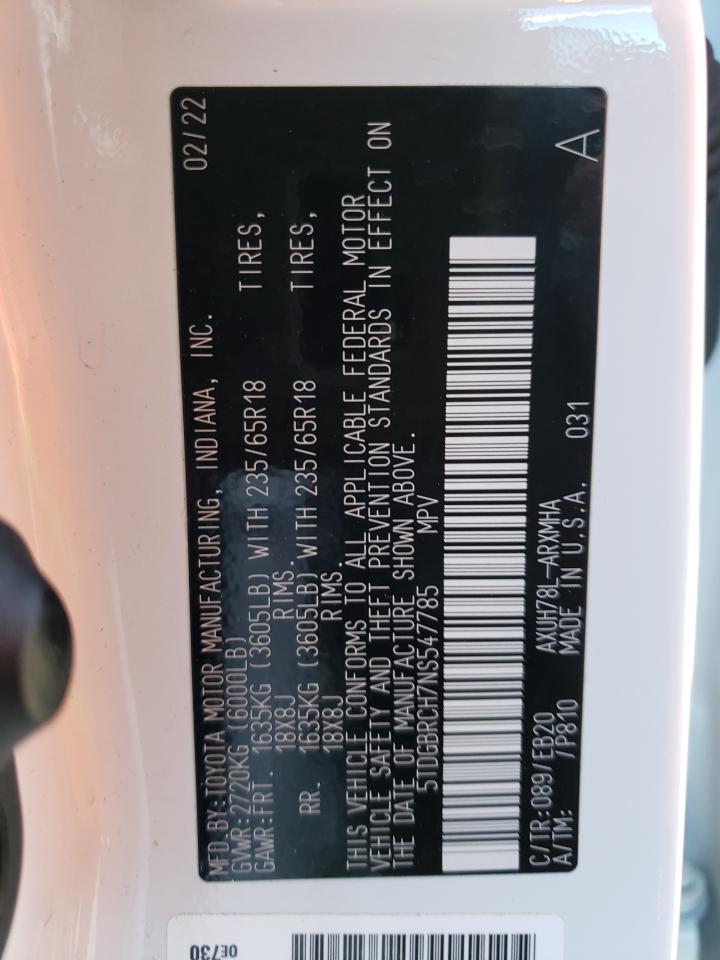 MFD.BY:TOYOTA MOTOR MANUFACTURING, INDIANA, INC. 02/22
GVWR:2720KG (6000LB)
GAWR:FRT. 1635KG (3605LB) WITH 235/65R18 TIRES,
18X8J RIMS.
RR. 1635KG (3605LB) WITH 235/65R18 TIRES,
18X8J RIMS.
THIS VEHICLE CONFORMS TO ALL APPLICABLE FEDERAL MOTOR
VEHICLE SAFETY AND THEFT PREVENTION STANDARDS IN EFFECT ON
THE DATE OF MANUFACTURE SHOWN ABOVE.
5TDGBRCH7NS547785 MPV
C/TR:089/EB20 AXUH78L-ARXMHA 031 A
A/TM: /P810 MADE IN U.S.A.
0E730